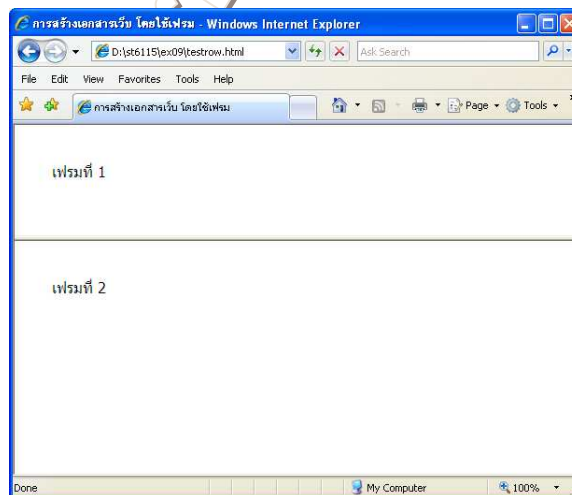 การสร้างเอกสารเว็บ โดยใช้เฟรม - Windows Internet Explorer
D:\st6115\ex09\testrow.html
Ask Search
File Edit View Favorites Tools Help
การสร้างเอกสารเว็บ โดยใช้เฟรม
Page Tools
เฟรมที่ 1
เฟรมที่ 2
Done My Computer 100%